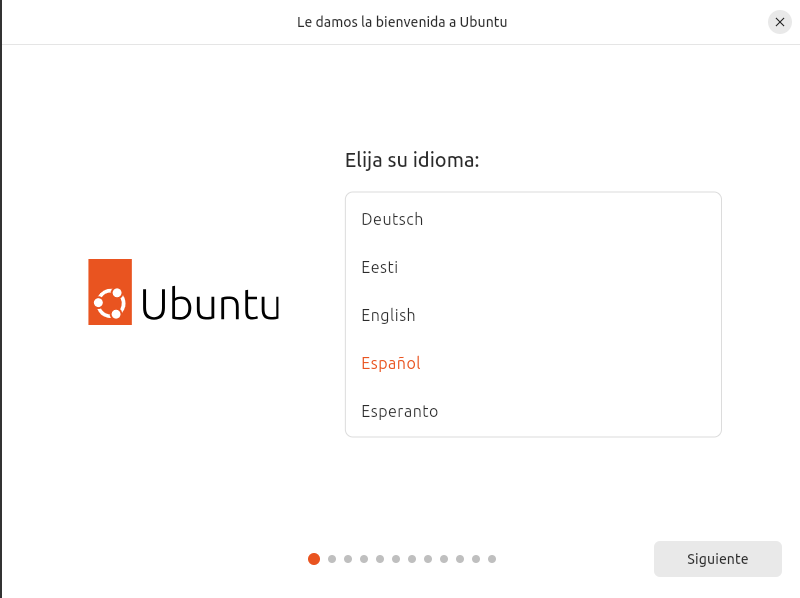 Le damos la bienvenida a Ubuntu
Elija su idioma:
Deutsch
Eesti
English
Español
Esperanto
Ubuntu
Siguiente